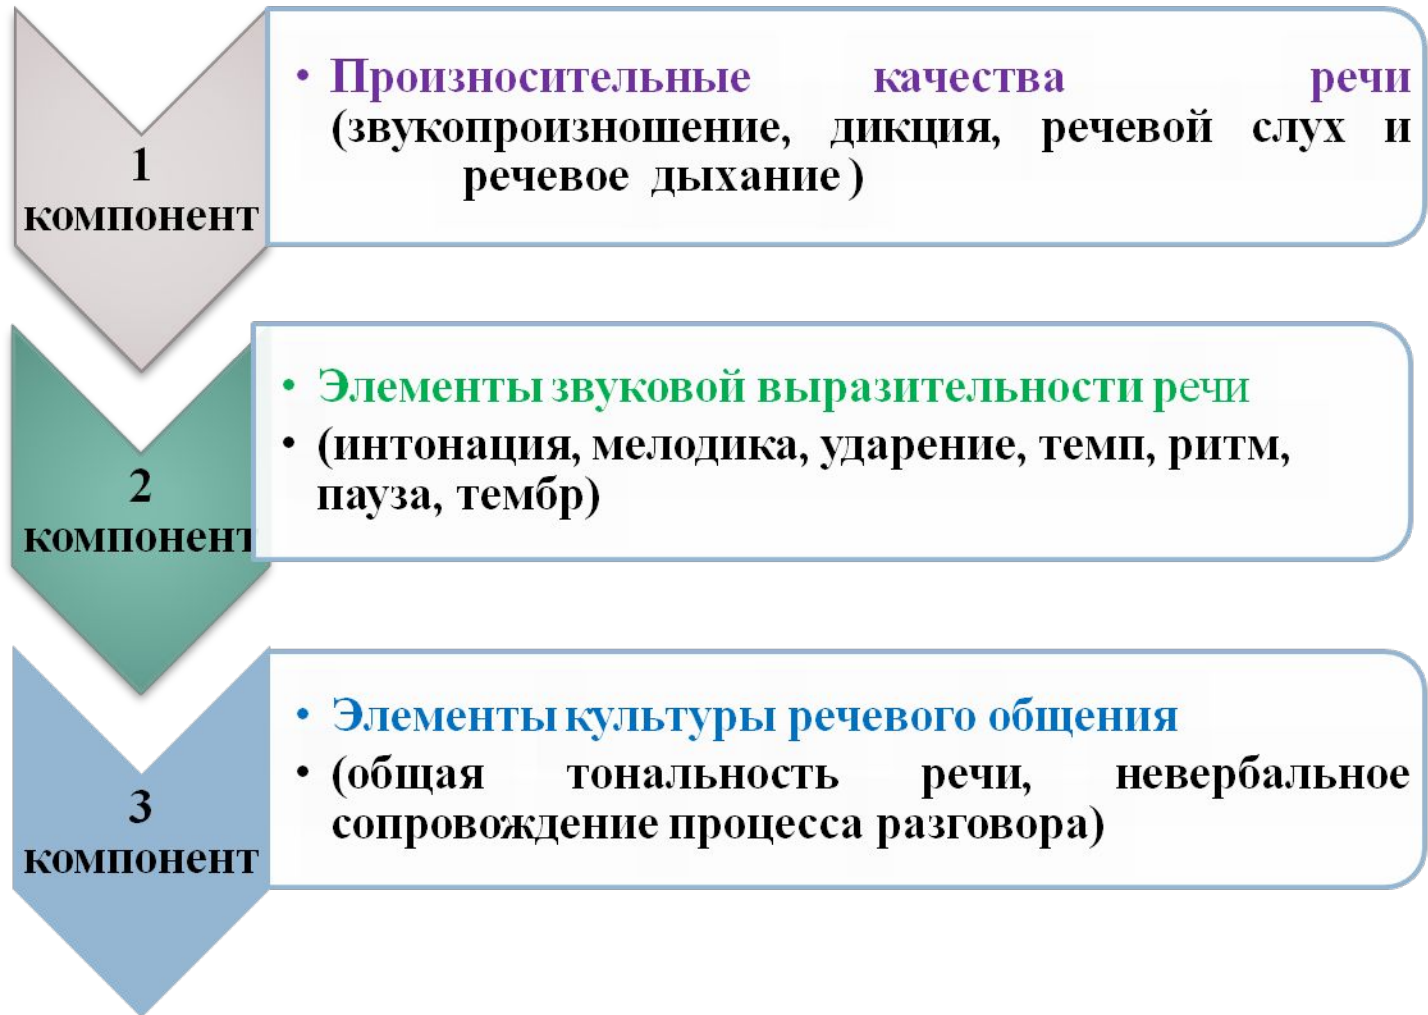 1
компонент
• Произносительные качества речи
(звукопроизношение, дикция, речевой слух и
речевое дыхание )
2
компонент
• Элементы звуковой выразительности речи
• (интонация, мелодика, ударение, темп, ритм,
пауза, тембр)
3
компонент
• Элементы культуры речевого общения
• (общая тональность речи, невербальное
сопровождение процесса разговора)